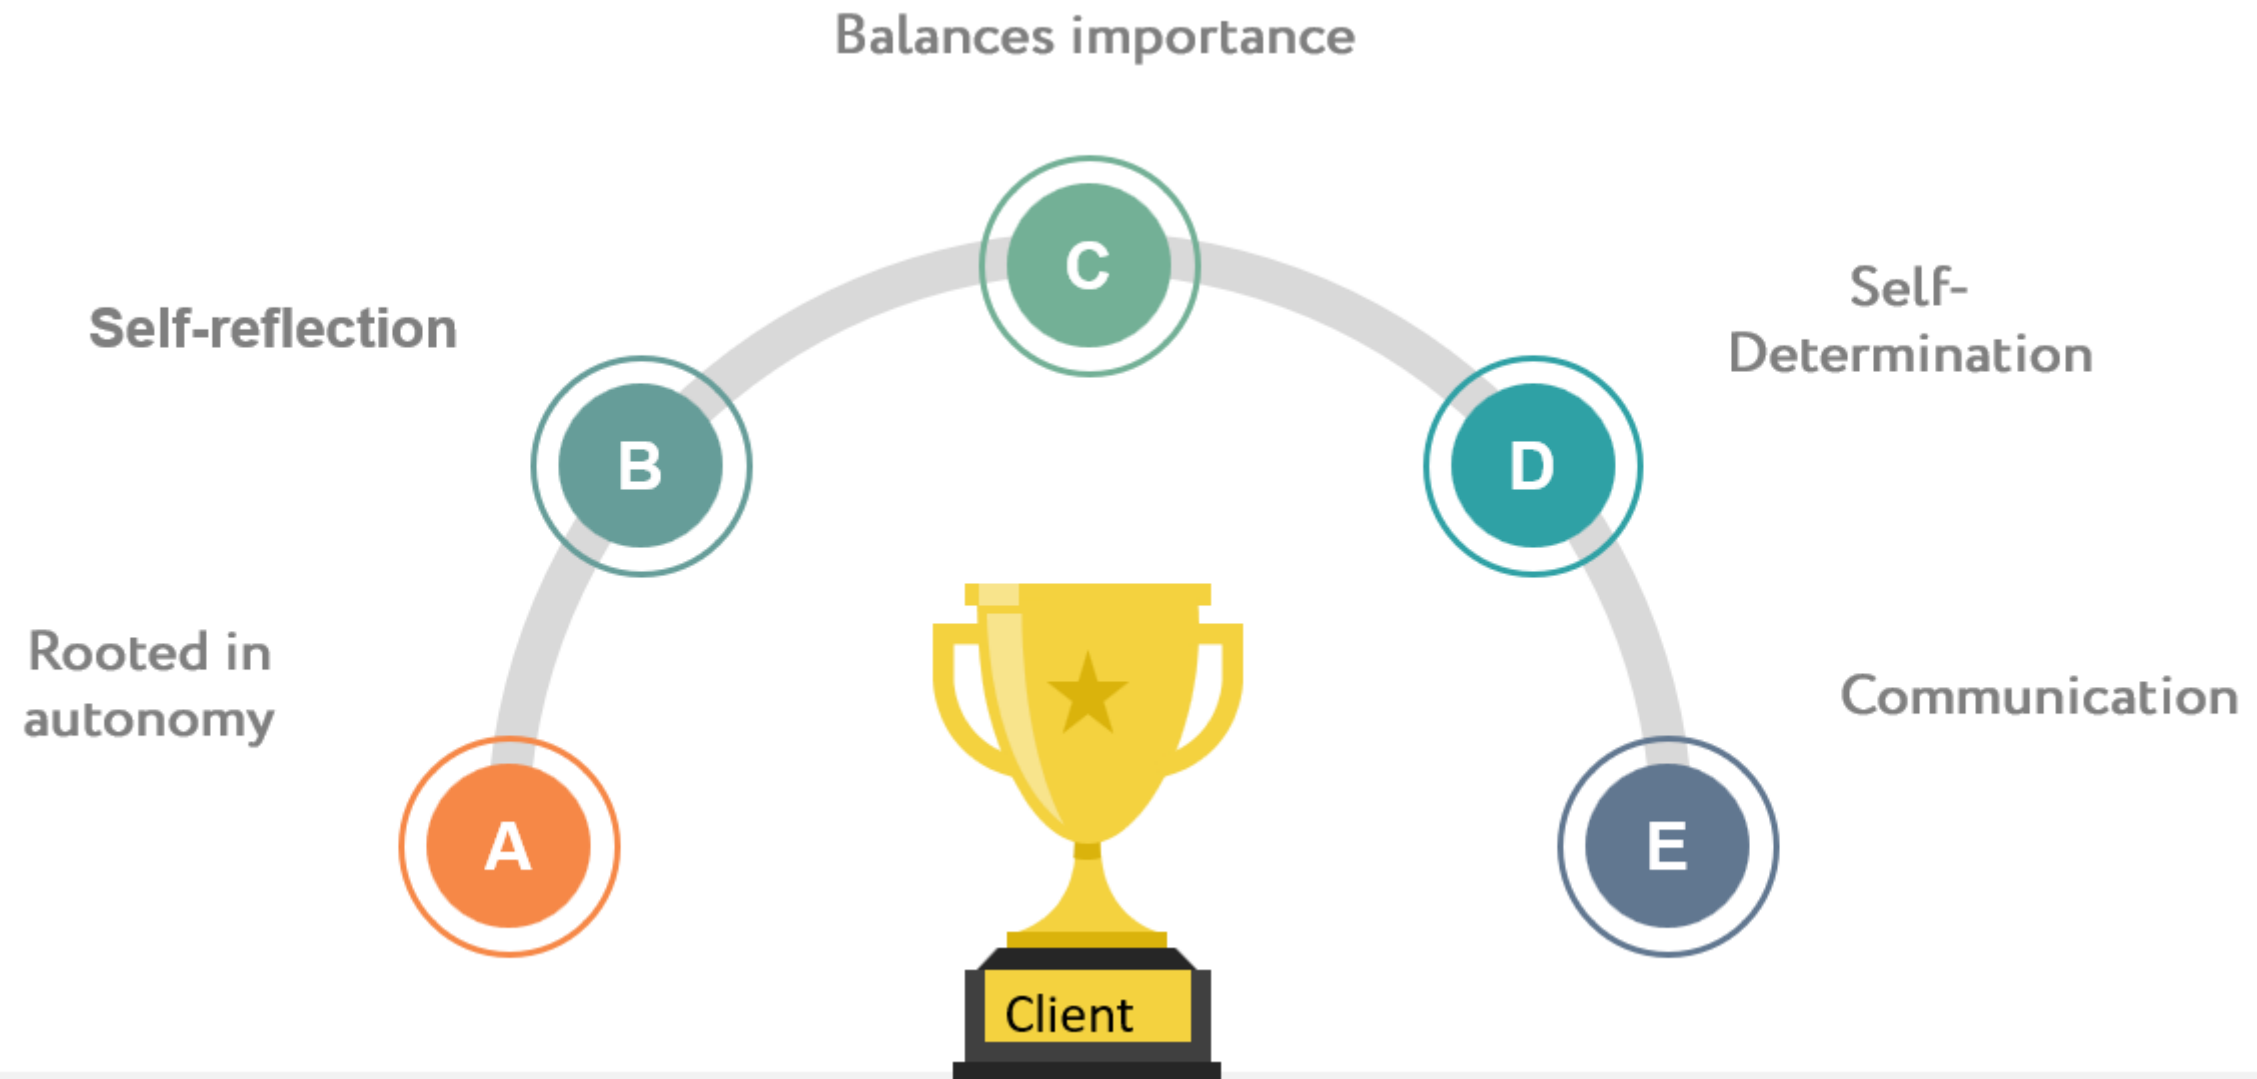 Balances importance
C
Self-reflection
B
Self-
Determination
D
Rooted in
autonomy
A
Communication
E
Client